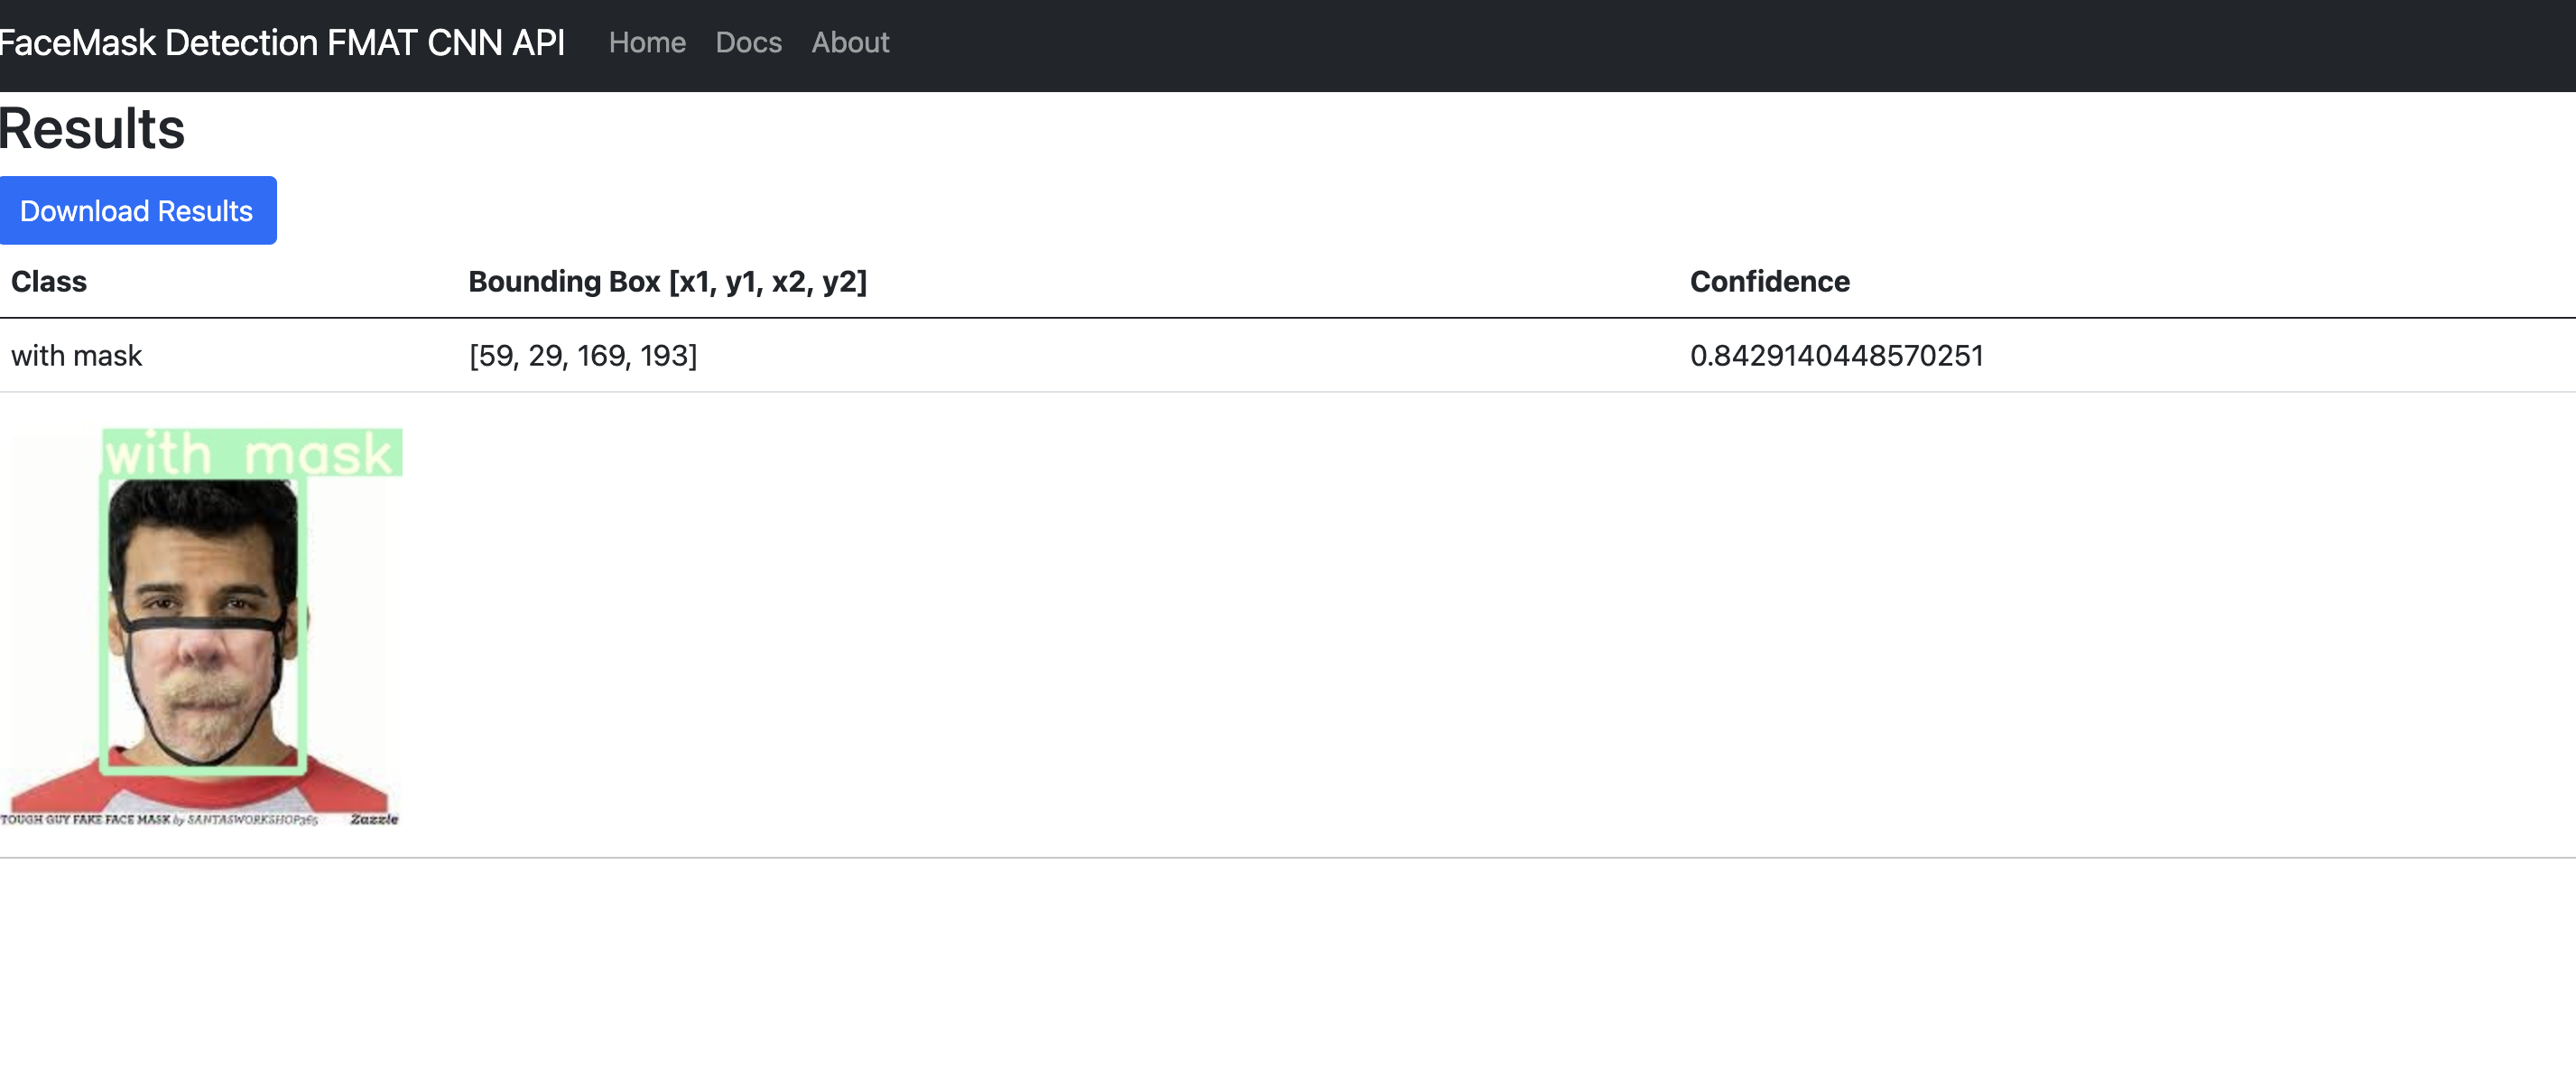 FaceMask Detection FMAT CNN API Home Docs About
Results
Download Results
Class Bounding Box [x1, y1, x2, y2] Confidence
with mask [59, 29, 169, 193] 0.8429140448570251
with mask
TOUGH GUY FAKE FACE MASK by SANTASWORKSHOP365 Zazzle